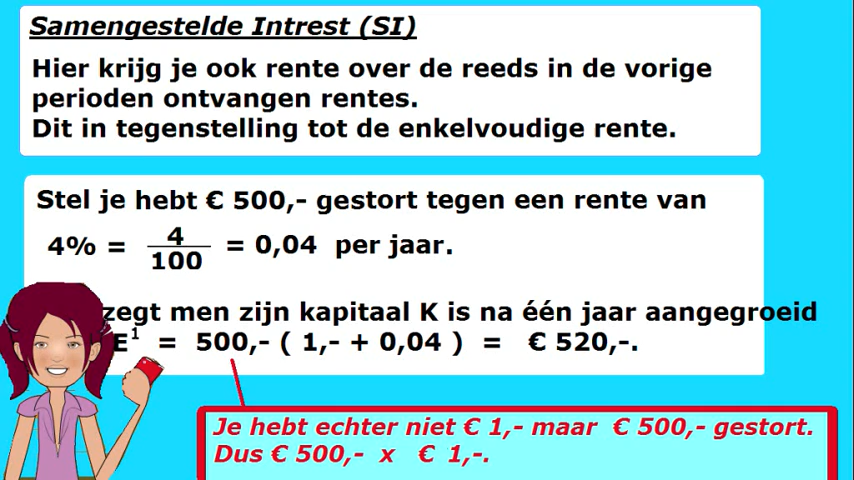 Samengestelde Intrest (SI)
Hier krijg je ook rente over de reeds in de vorige
perioden ontvangen rentes.
Dit in tegenstelling tot de enkelvoudige rente.
Stel je hebt € 500,- gestort tegen een rente van
4% = 4/100 = 0,04 per jaar.
zegt men zijn kapitaal K is na één jaar aangegroeid
E¹ = 500,- ( 1,- + 0,04 ) = € 520,-.
Je hebt echter niet € 1,- maar € 500,- gestort.
Dus € 500,- x € 1,-.